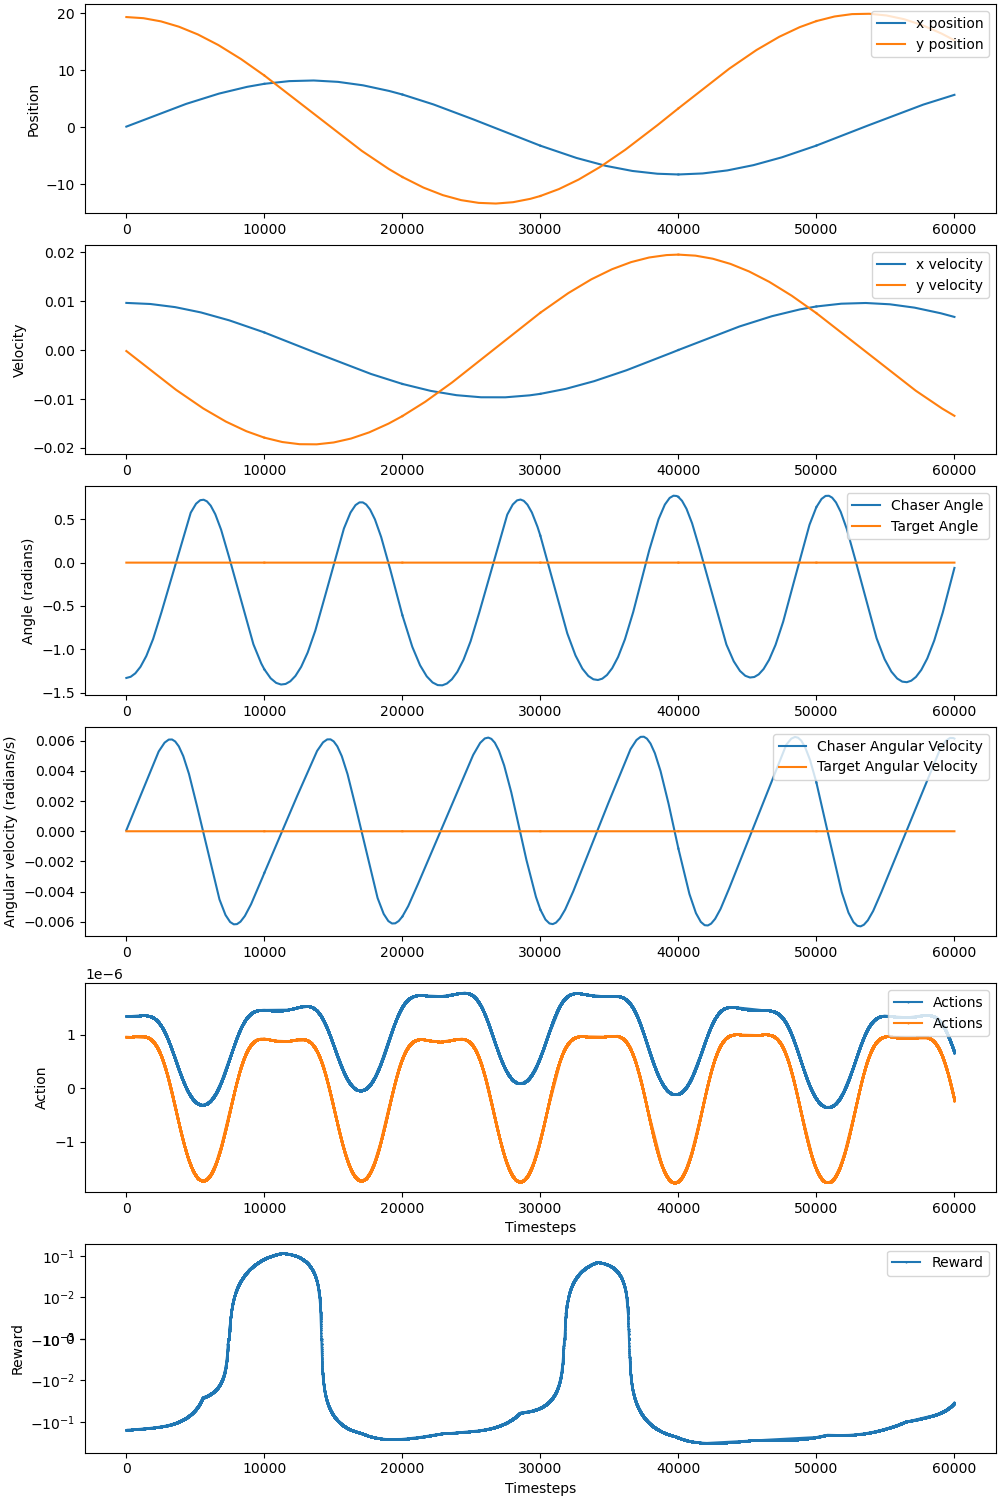 20
10
0
−10
Position
x position
y position
0 10000 20000 30000 40000 50000 60000
0.02
0.01
0.00
−0.01
−0.02
Velocity
x velocity
y velocity
0 10000 20000 30000 40000 50000 60000
0.5
0.0
−0.5
−1.0
−1.5
Angle (radians)
Chaser Angle
Target Angle
0 10000 20000 30000 40000 50000 60000
0.006
0.004
0.002
0.000
−0.002
−0.004
−0.006
Angular velocity (radians/s)
Chaser Angular Velocity
Target Angular Velocity
0 10000 20000 30000 40000 50000 60000
1e−6
1
0
−1
Action
Actions
Actions
0 10000 20000 30000 40000 50000 60000
Timesteps
10⁻¹
10⁻²
−10⁻²
−10⁻¹
Reward
Reward
0 10000 20000 30000 40000 50000 60000
Timesteps